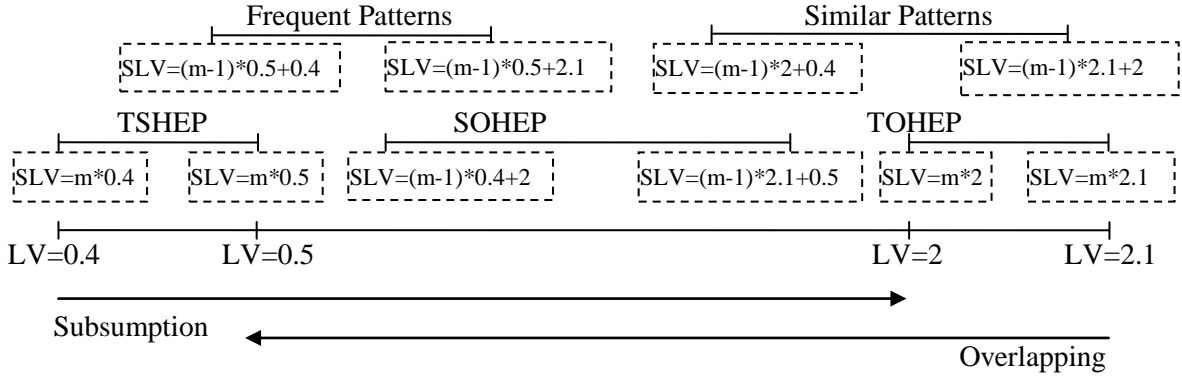 Frequent Patterns
Similar Patterns
SLV=(m-1)*0.5+0.4
SLV=(m-1)*0.5+2.1
SLV=(m-1)*2+0.4
SLV=(m-1)*2.1+2
TSHEP
SOHEP
TOHEP
SLV=m*0.4
SLV=m*0.5
SLV=(m-1)*0.4+2
SLV=(m-1)*2.1+0.5
SLV=m*2
SLV=m*2.1
LV=0.4
LV=0.5
LV=2
LV=2.1
Subsumption
Overlapping